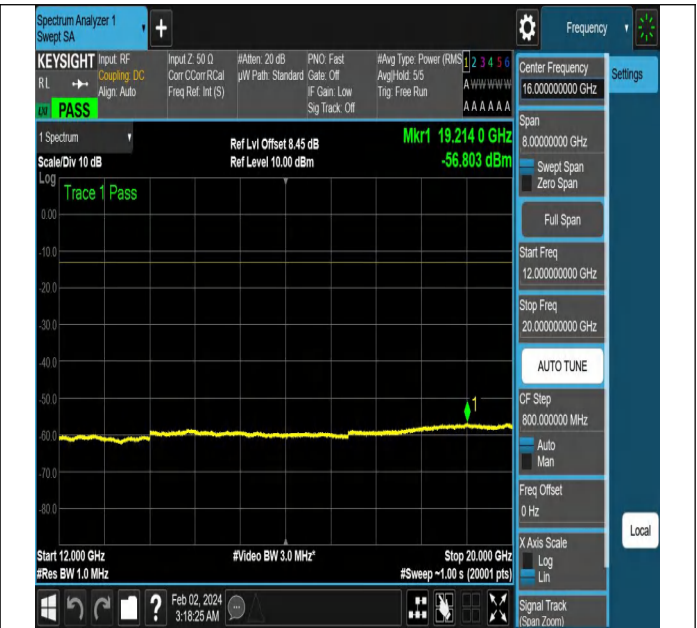 Spectrum Analyzer 1
Swept SA
+
Frequency
KEYSIGHT
RL
Input: RF
Coupling: DC
Align: Auto
Input Z: 50 Ω
Corr CCorr RCal
Freq Ref: Int (S)
#Atten: 20 dB
µW Path: Standard
PNO: Fast
Gate: Off
IF Gain: Low
Sig Track: Off
#Avg Type: Power (RMS
Avg|Hold: 5/5
Trig: Free Run
1 2 3 4 5 6
A W W W W W
A A A A A A
PASS
1 Spectrum
Scale/Div 10 dB
Ref Lvl Offset 8.45 dB
Ref Level 10.00 dBm
Mkr1 19.214 0 GHz
-56.803 dBm
Log
Trace 1 Pass
0.00
-10.0
-20.0
-30.0
-40.0
-50.0
-60.0
-70.0
-80.0
1
Start 12.000 GHz
#Res BW 1.0 MHz
#Video BW 3.0 MHz*
Stop 20.000 GHz
#Sweep ~1.00 s (20001 pts)
?
Feb 02, 2024
3:18:25 AM
Center Frequency
16.000000000 GHz
Settings
Span
8.00000000 GHz
Swept Span
Zero Span
Full Span
Start Freq
12.000000000 GHz
Stop Freq
20.000000000 GHz
AUTO TUNE
CF Step
800.000000 MHz
Auto
Man
Freq Offset
0 Hz
X Axis Scale
Log
Lin
Local
Signal Track
(Span Zoom)